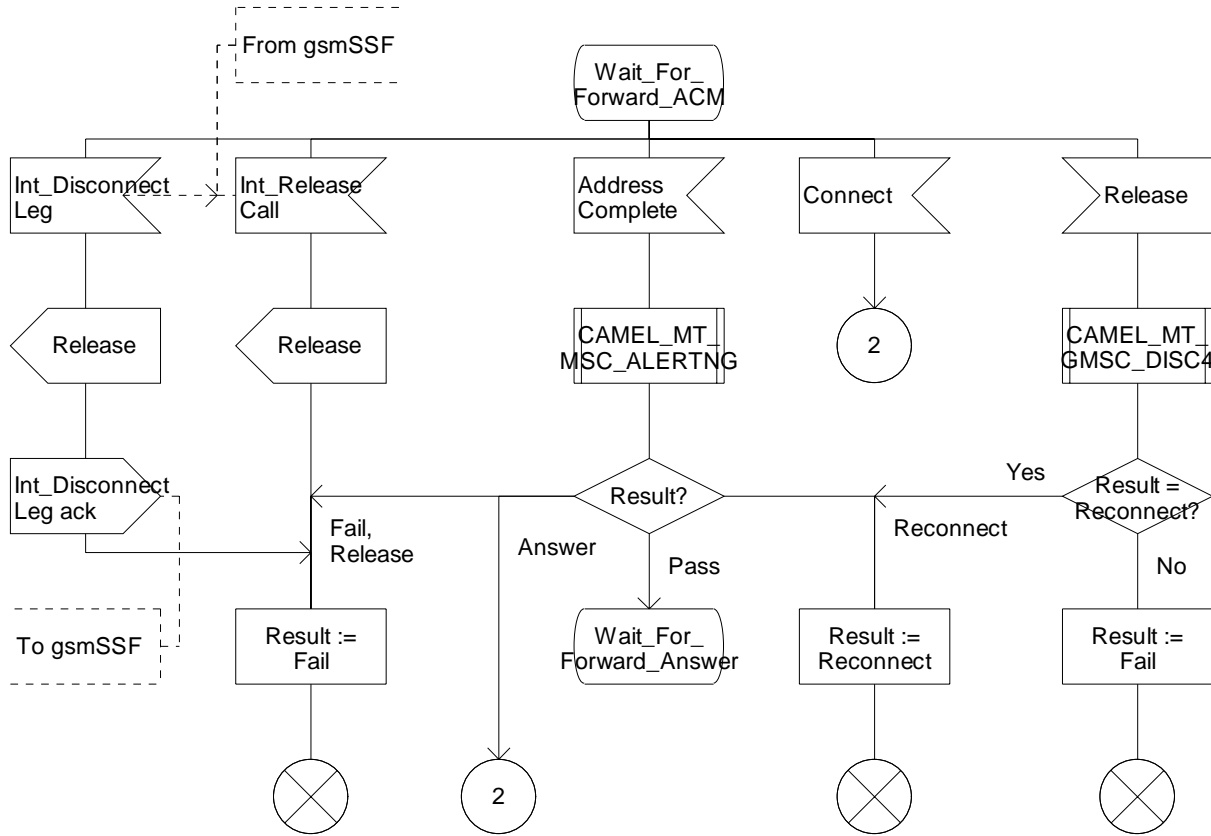 From gsmSSF
Wait_For_
Forward_ACM
Int_Disconnect
Leg
Int_Release
Call
Address
Complete
Connect
Release
Release
Release
CAMEL_MT_
MSC_ALERTNG
2
CAMEL_MT_
GMSC_DISC4
Int_Disconnect
Leg ack
Fail,
Release
Answer
Result?
Pass
Reconnect
Yes
Result =
Reconnect?
No
To gsmSSF
Result :=
Fail
Wait_For_
Forward_Answer
Result :=
Reconnect
Result :=
Fail
2